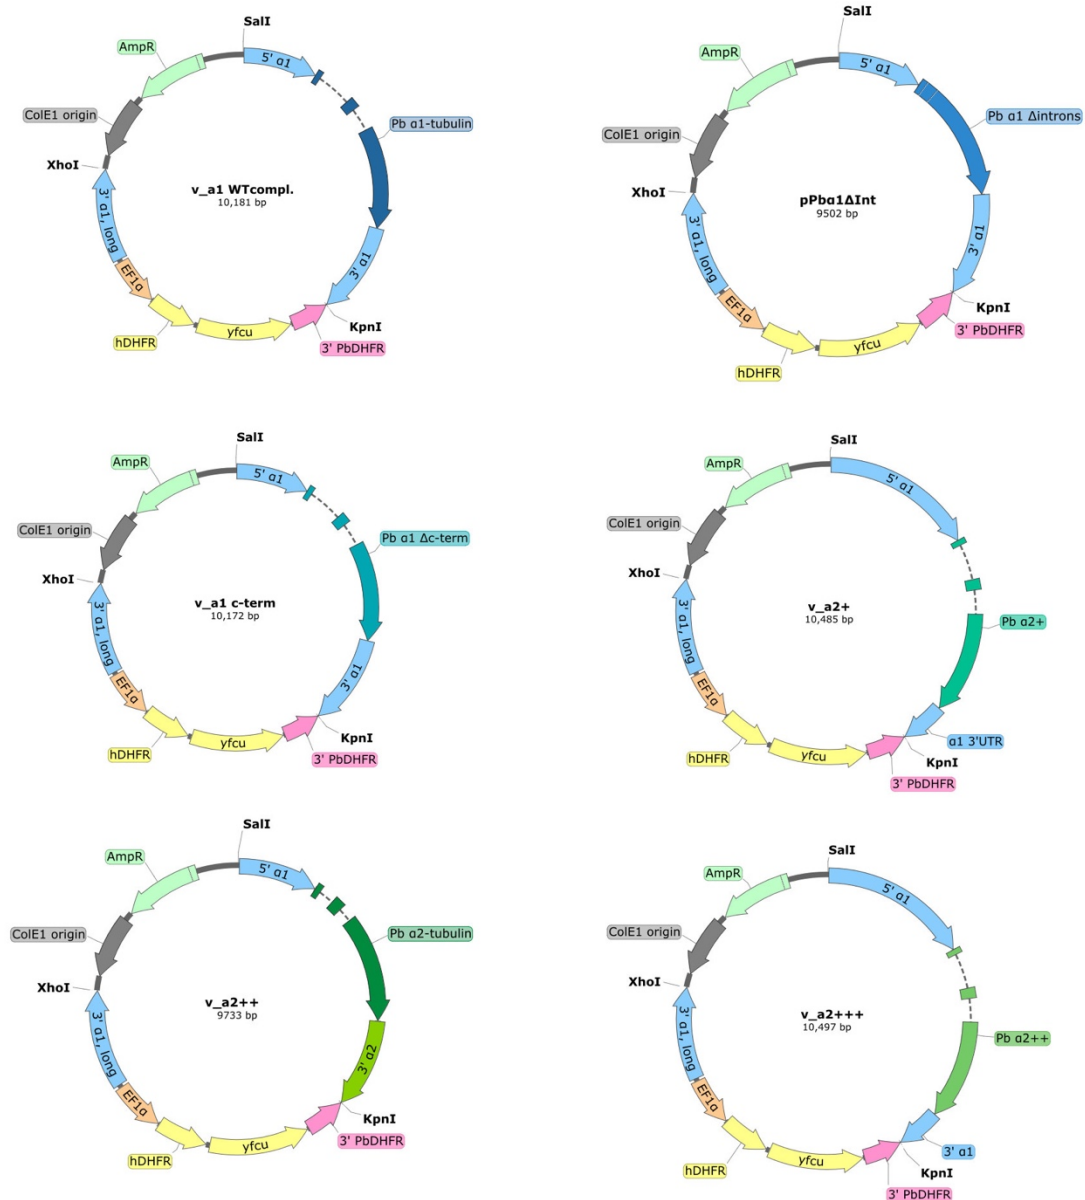 SalI
AmpR
5' α1
ColE1 origin
Pb α1-tubulin
XhoI
v_a1 WTcompl.
10,181 bp
3' α1, long
3' α1
EF1α
KpnI
hDHFR
yfcu
3' PbDHFR
SalI
AmpR
5' α1
Pb α1 Δintrons
ColE1 origin
XhoI
pPbα1ΔInt
9502 bp
3' α1, long
3' α1
EF1α
KpnI
3' PbDHFR
yfcu
hDHFR
SalI
AmpR
5' α1
ColE1 origin
Pb α1 Δc-term
XhoI
v_a1 c-term
10,172 bp
3' α1, long
3' α1
EF1α
KpnI
yfcu
hDHFR
3' PbDHFR
SalI
AmpR
5' α1
ColE1 origin
XhoI
v_a2+
10,485 bp
Pb α2+
3' α1, long
EF1α
α1 3'UTR
KpnI
hDHFR
yfcu
3' PbDHFR
SalI
AmpR
5' α1
ColE1 origin
Pb α2-tubulin
XhoI
v_a2++
9733 bp
3' α1, long
3' α2
EF1α
KpnI
3' PbDHFR
hDHFR
yfcu
SalI
AmpR
5' α1
ColE1 origin
XhoI
v_a2+++
10,497 bp
Pb α2++
3' α1, long
EF1α
3' α1
KpnI
hDHFR
yfcu
3' PbDHFR